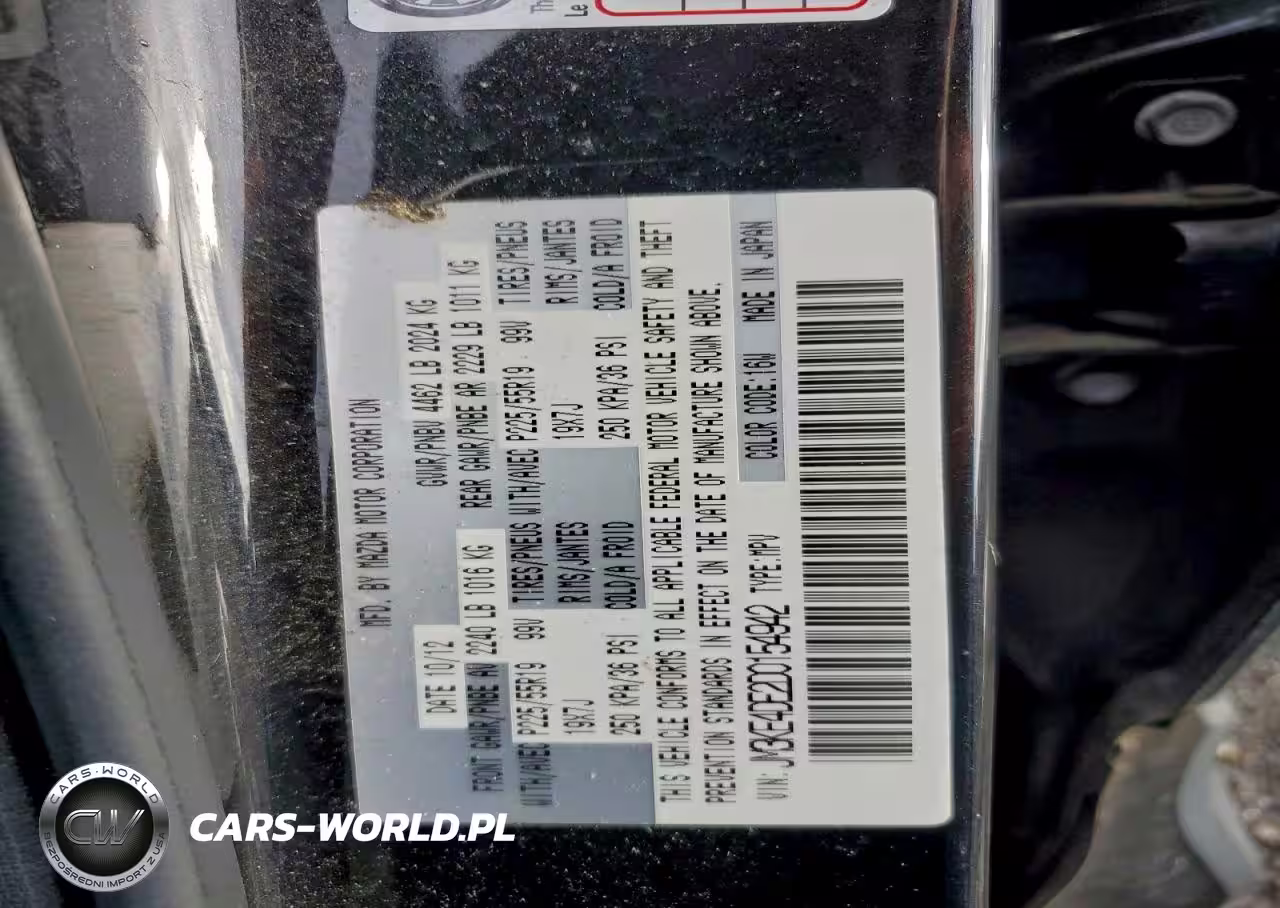 MFD. BY MAZDA MOTOR CORPORATION
DATE 10/12 GVWR/PNBV 4462 LB 2024 KG
FRONT GAWR/PNBE AV 2240 LB 1016 KG REAR GAWR/PNBE AR 2229 LB 1011 KG
WITH/AVEC P225/55R19 99V TIRES/PNEUS WITH/AVEC P225/55R19 99V TIRES/PNEUS
19X7J RIMS/JANTES 19X7J RIMS/JANTES
250 KPA/36 PSI COLD/A FROID 250 KPA/36 PSI COLD/A FROID
THIS VEHICLE CONFORMS TO ALL APPLICABLE FEDERAL MOTOR VEHICLE SAFETY AND THEFT
PREVENTION STANDARDS IN EFFECT ON THE DATE OF MANUFACTURE SHOWN ABOVE.
VIN: JM3KE4DE2D0154942 TYPE:MPV COLOR CODE:16W MADE IN JAPAN
CARS-WORLD
CW
BEZPOŚREDNI IMPORT Z USA
CARS-WORLD.PL